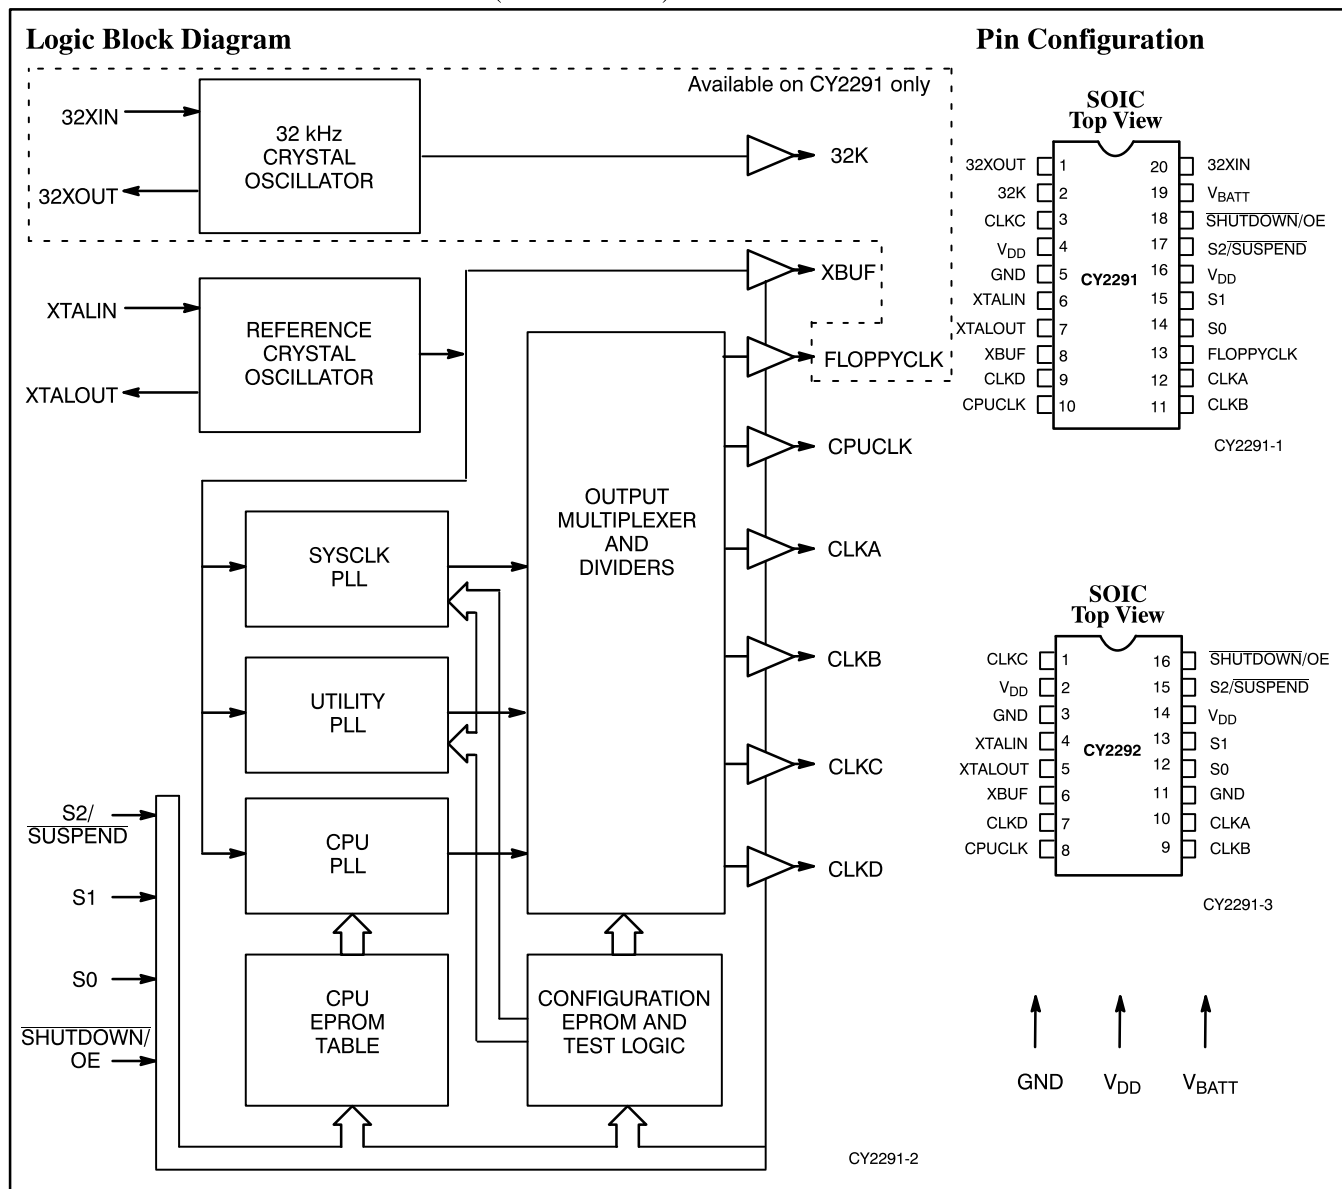 Logic Block Diagram
Available on CY2291 only
32XIN
32XOUT
32 kHz
CRYSTAL
OSCILLATOR
32K
XBUF
XTALIN
XTALOUT
REFERENCE
CRYSTAL
OSCILLATOR
FLOPPYCLK
CPUCLK
OUTPUT
MULTIPLEXER
AND
DIVIDERS
SYSCLK
PLL
CLKA
UTILITY
PLL
CLKB
CLKC
CPU
PLL
CLKD
S2/
SUSPEND
S1
S0
SHUTDOWN/
OE
CPU
EPROM
TABLE
CONFIGURATION
EPROM AND
TEST LOGIC
CY2291-2
Pin Configuration
SOIC
Top View
32XOUT 1 20 32XIN
32K 2 19 VBATT
CLKC 3 18 SHUTDOWN/OE
VDD 4 17 S2/SUSPEND
GND 5 16 VDD
CY2291
XTALIN 6 15 S1
XTALOUT 7 14 S0
XBUF 8 13 FLOPPYCLK
CLKD 9 12 CLKA
CPUCLK 10 11 CLKB
CY2291-1
SOIC
Top View
CLKC 1 16 SHUTDOWN/OE
VDD 2 15 S2/SUSPEND
GND 3 14 VDD
XTALIN 4 13 S1
CY2292
XTALOUT 5 12 S0
XBUF 6 11 GND
CLKD 7 10 CLKA
CPUCLK 8 9 CLKB
CY2291-3
GND VDD VBATT